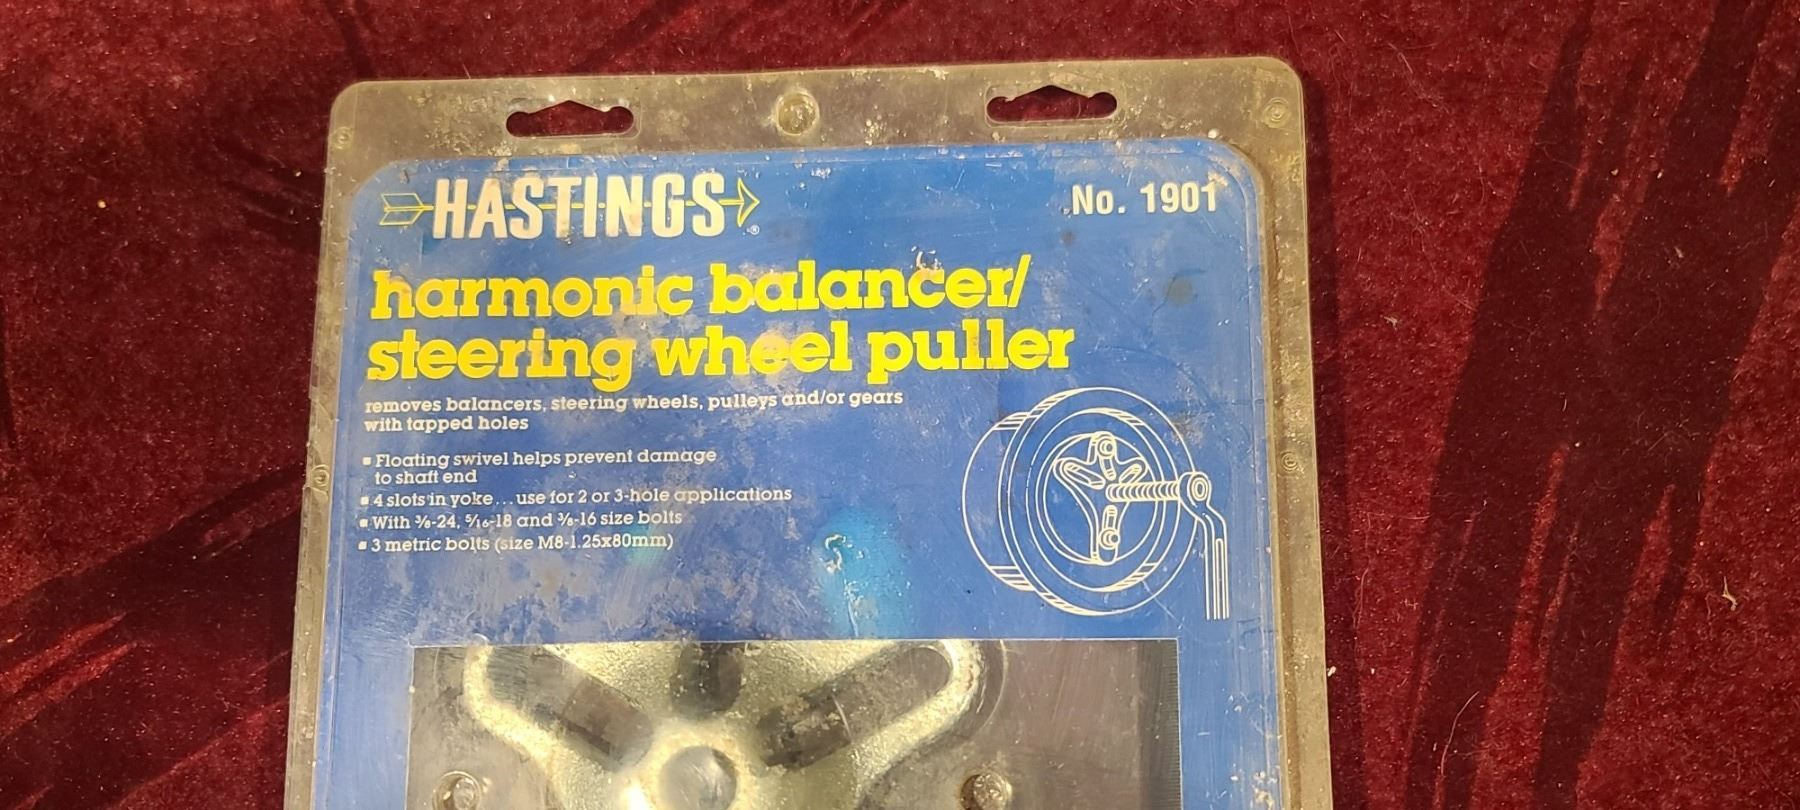 HASTINGS®
No. 1901
harmonic balancer/
steering wheel puller
removes balancers, steering wheels, pulleys and/or gears
with tapped holes
▪ Floating swivel helps prevent damage
to shaft end
▪ 4 slots in yoke... use for 2 or 3-hole applications
▪ With ⅜-24, 5/16-18 and ⅜-16 size bolts
▪ 3 metric bolts (size M8-1.25x80mm)